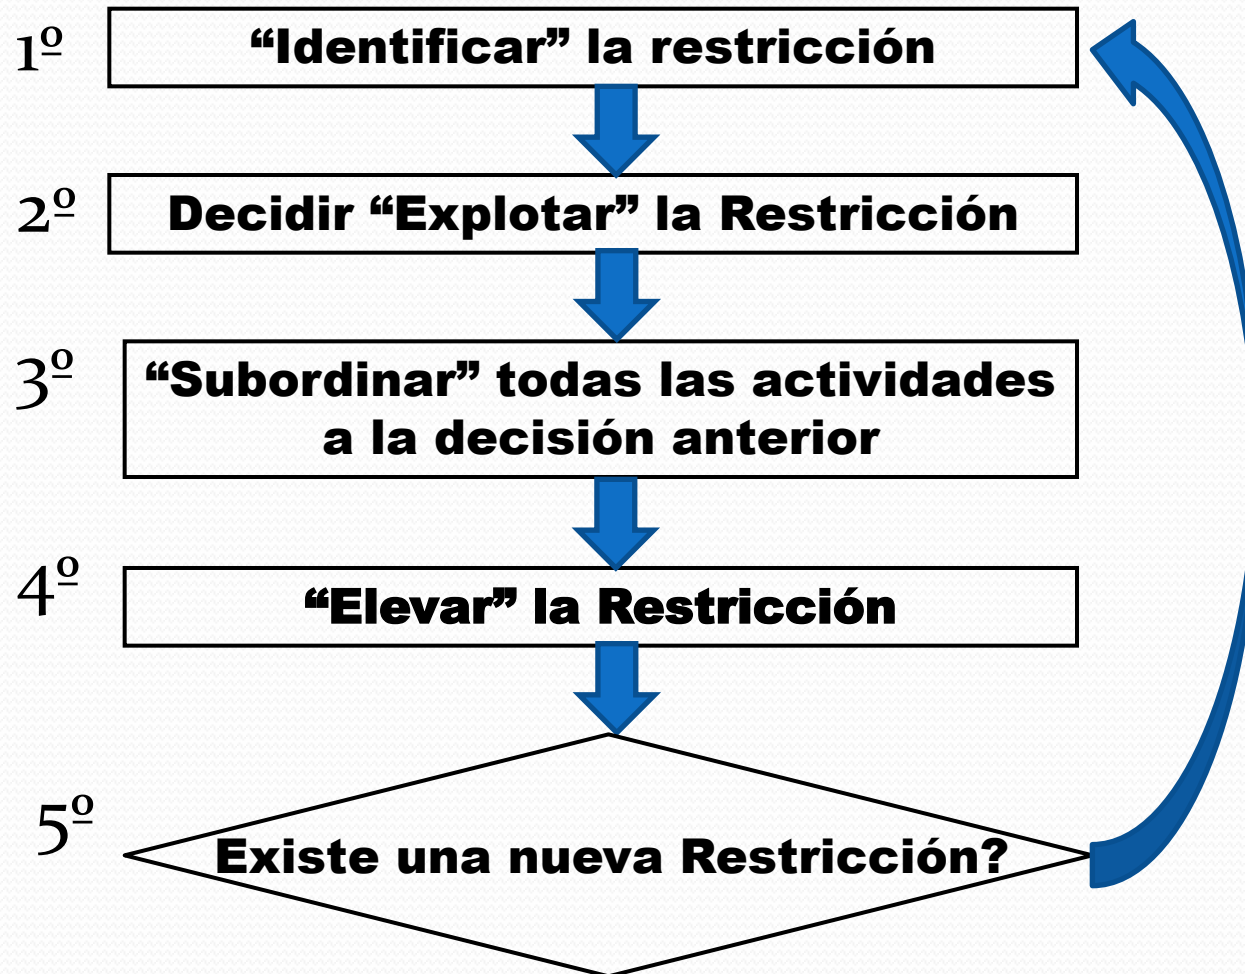 1º
“Identificar” la restricción
2º
Decidir “Explotar” la Restricción
3º
“Subordinar” todas las actividades
a la decisión anterior
4º
“Elevar” la Restricción
5º
Existe una nueva Restricción?